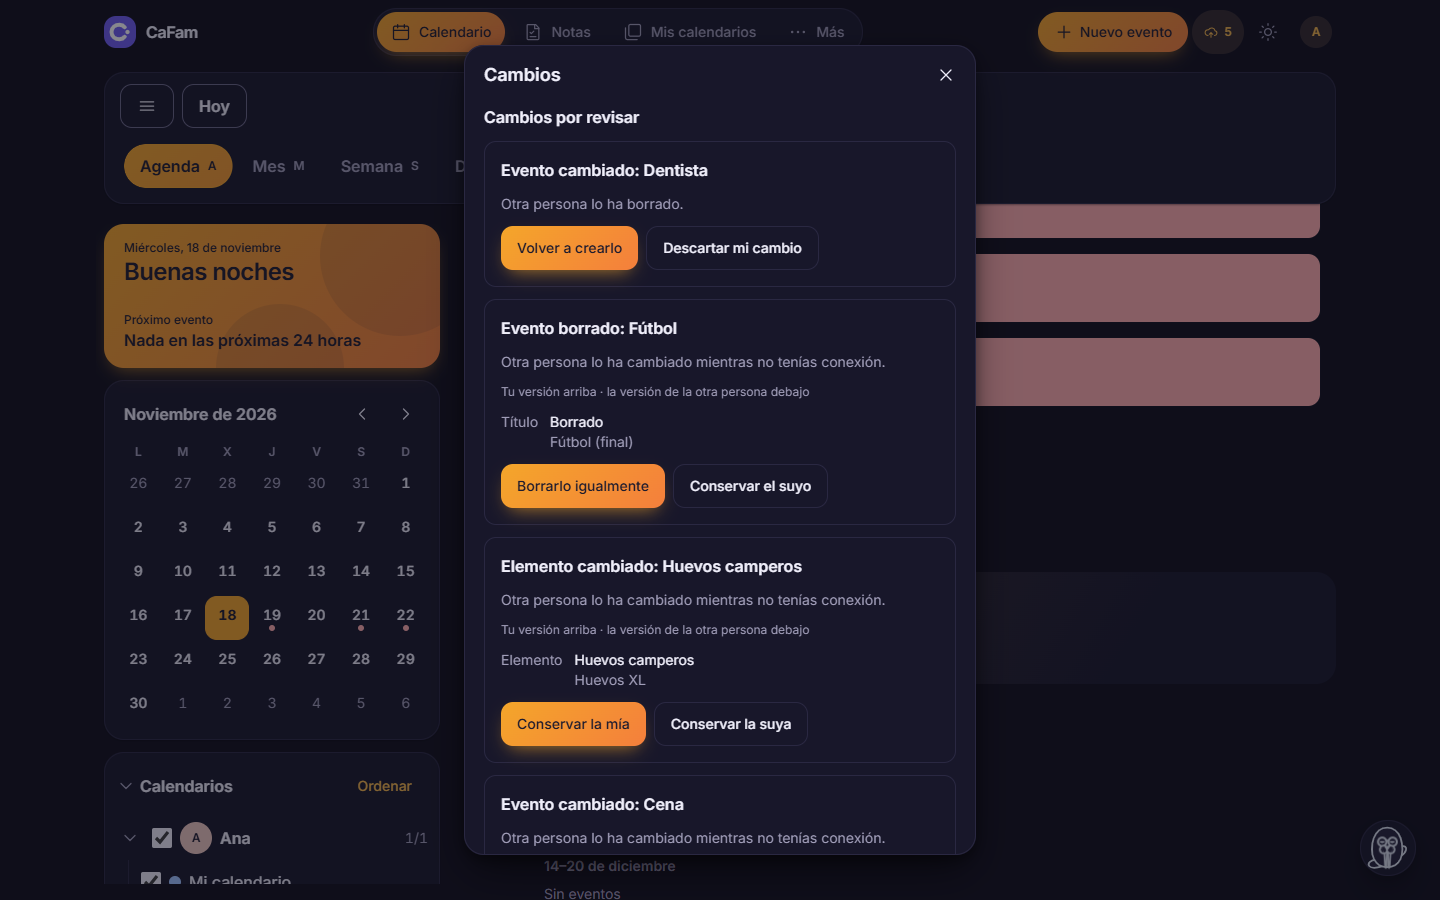 CaFam
Calendario
Notas
Mis calendarios
Más
Nuevo evento
5
A
Hoy
Agenda A
Mes M
Semana S
D
Miércoles, 18 de noviembre
Buenas noches
Próximo evento
Nada en las próximas 24 horas
Noviembre de 2026
L M X J V S D
26 27 28 29 30 31 1
2 3 4 5 6 7 8
9 10 11 12 13 14 15
16 17 18 19 20 21 22
23 24 25 26 27 28 29
30 1 2 3 4 5 6
Calendarios
Ordenar
A Ana 1/1
Mi calendario
Cambios
Cambios por revisar
Evento cambiado: Dentista
Otra persona lo ha borrado.
Volver a crearlo
Descartar mi cambio
Evento borrado: Fútbol
Otra persona lo ha cambiado mientras no tenías conexión.
Tu versión arriba · la versión de la otra persona debajo
Título Borrado
Fútbol (final)
Borrarlo igualmente
Conservar el suyo
Elemento cambiado: Huevos camperos
Otra persona lo ha cambiado mientras no tenías conexión.
Tu versión arriba · la versión de la otra persona debajo
Elemento Huevos camperos
Huevos XL
Conservar la mía
Conservar la suya
Evento cambiado: Cena
Otra persona lo ha cambiado mientras no tenías conexión.
14–20 de diciembre
Sin eventos